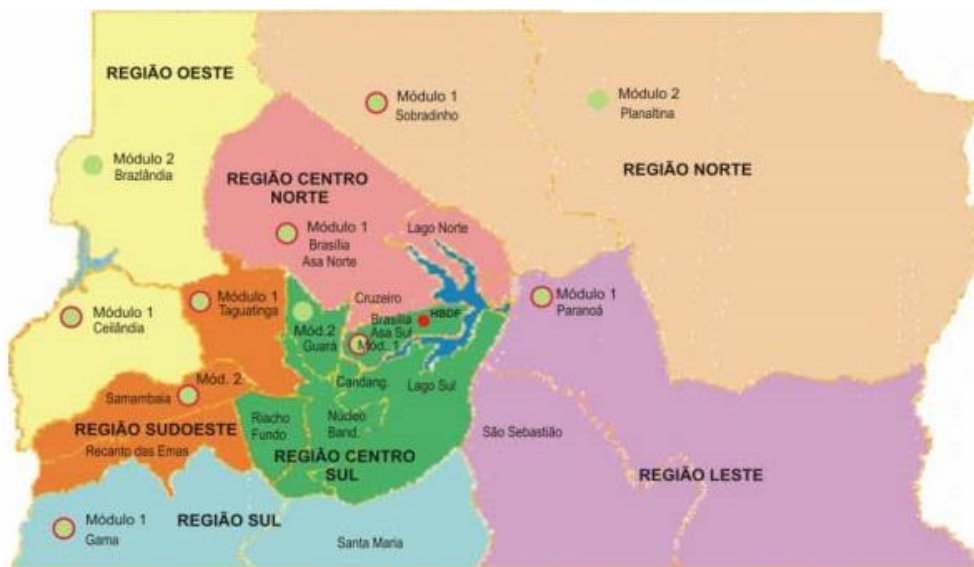 REGIÃO OESTE
Módulo 1
Sobradinho
Módulo 2
Planaltina
Módulo 2
Brazlândia
REGIÃO CENTRO
NORTE
REGIÃO NORTE
Módulo 1
Brasília
Asa Norte
Lago Norte
Módulo 1
Ceilândia
Módulo 1
Taguatinga
Cruzeiro
Mód.2
Guará
Brasília
Asa Sul
Mód. 1
HBDF
Módulo 1
Paranoá
Mód. 2
Samambaia
Candang.
Lago Sul
REGIÃO SUDOESTE
Recanto das Emas
Riacho
Fundo
Núcleo
Band.
REGIÃO CENTRO
SUL
São Sebastião
REGIÃO LESTE
Módulo 1
Gama
REGIÃO SUL
Santa Maria